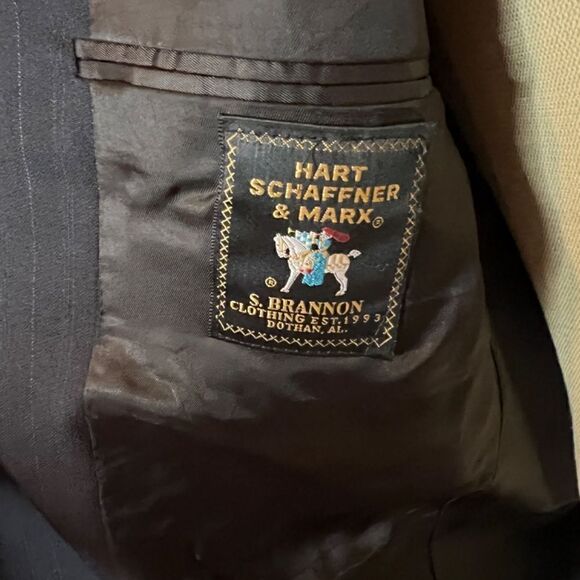 HART
SCHAFFNER
& MARX®
®
S. BRANNON
CLOTHING EST. 1993
DOTHAN, AL.